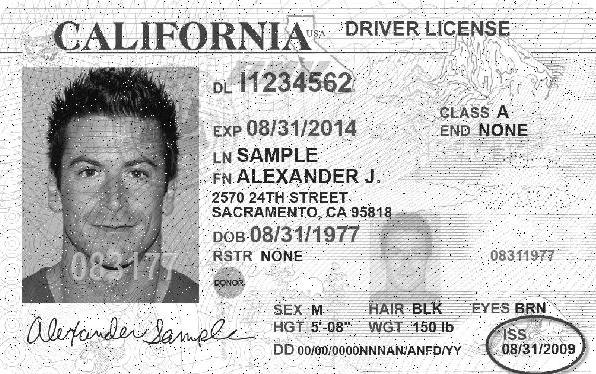 CALIFORNIA USA DRIVER LICENSE
DL I1234562
CLASS A
EXP 08/31/2014
END NONE
LN SAMPLE
FN ALEXANDER J.
2570 24TH STREET
SACRAMENTO, CA 95818
DOB 08/31/1977
RSTR NONE
08311977
083177
DONOR
SEX M HAIR BLK EYES BRN
HGT 5'-08" WGT 150 lb
ISS
DD 00/00/0000NNNAN/ANFD/YY
08/31/2009
Alexander Sample